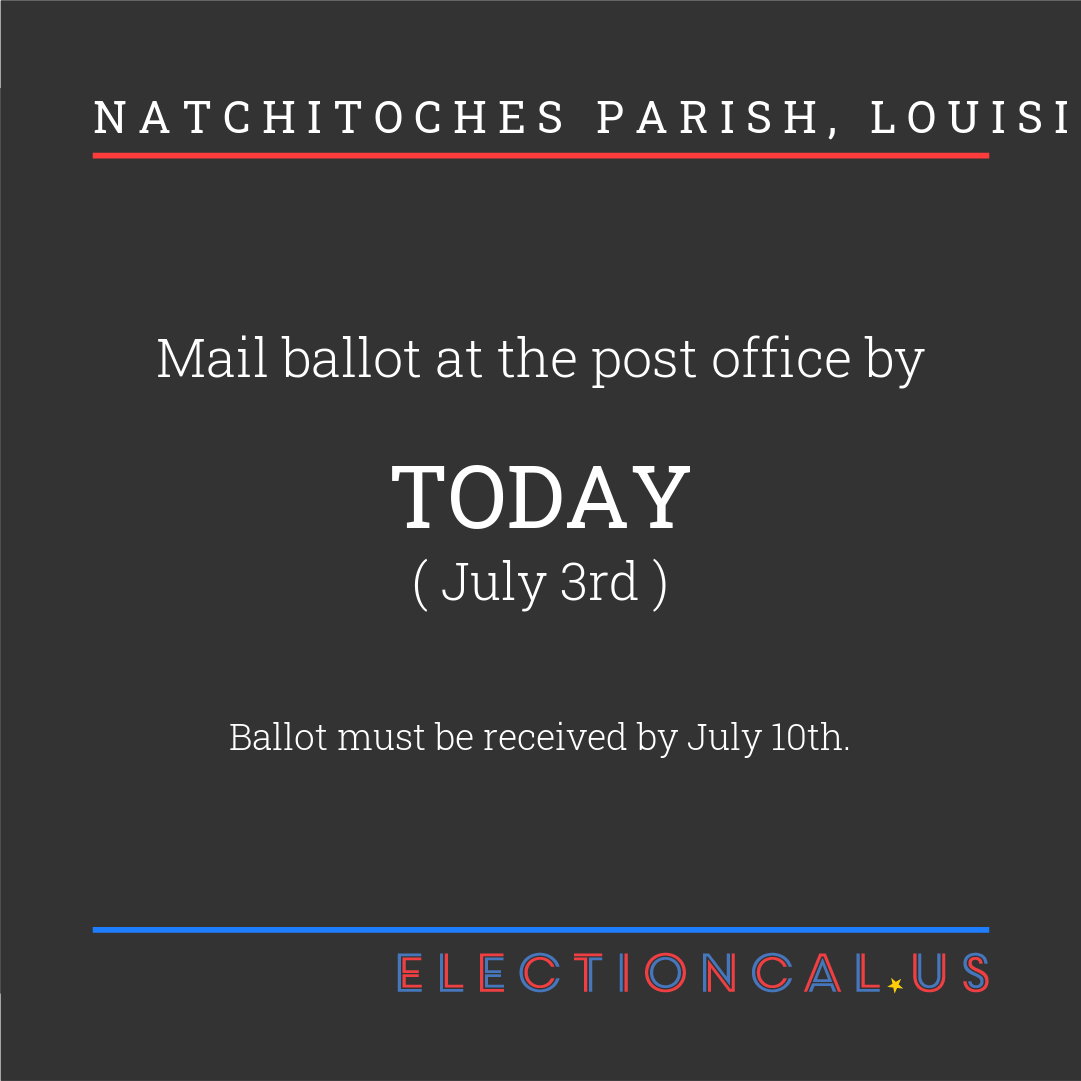 NATCHITOCHES PARISH, LOUISI
Mail ballot at the post office by
TODAY
( July 3rd )
Ballot must be received by July 10th.
ELECTIONCAL.US